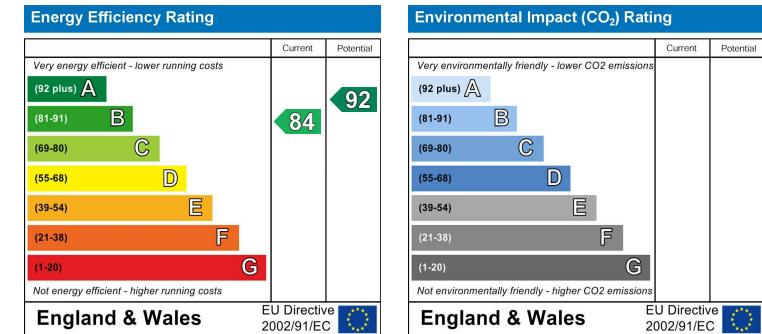 Energy Efficiency Rating
Current Potential
Very energy efficient - lower running costs
(92 plus) A
92
(81-91) B
84
(69-80) C
(55-68) D
(39-54) E
(21-38) F
(1-20) G
Not energy efficient - higher running costs
England & Wales
EU Directive
2002/91/EC
Environmental Impact (CO₂) Rating
Current Potential
Very environmentally friendly - lower CO2 emissions
(92 plus) A
(81-91) B
(69-80) C
(55-68) D
(39-54) E
(21-38) F
(1-20) G
Not environmentally friendly - higher CO2 emissions
England & Wales
EU Directive
2002/91/EC